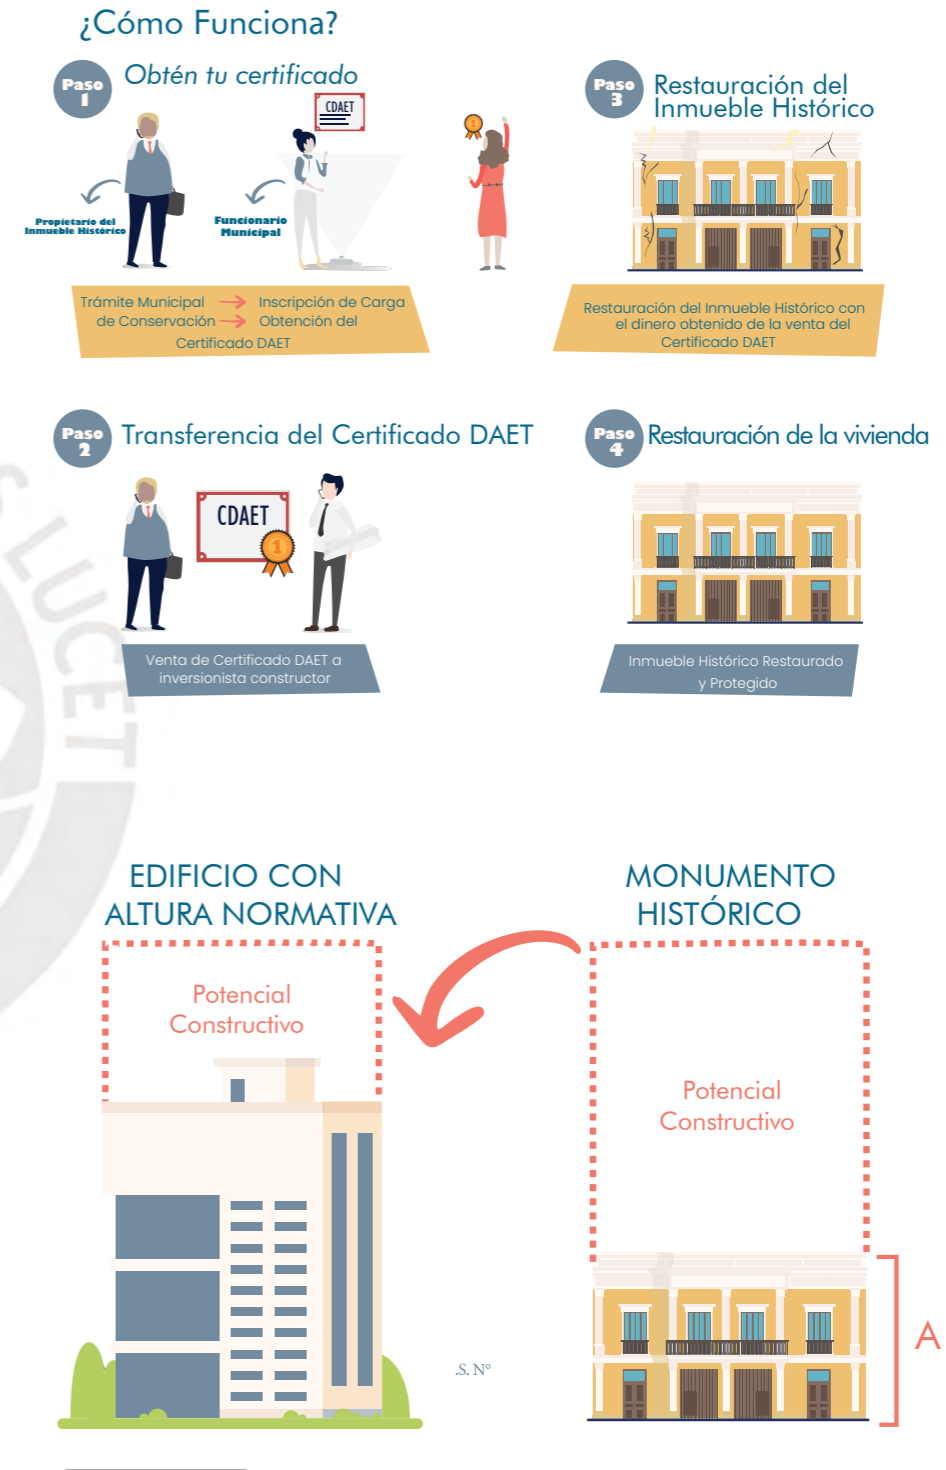 ¿Cómo Funciona?
Paso
1
Obtén tu certificado
CDAET
Propietario del
Inmueble Histórico
Funcionario
Municipal
1
Trámite Municipal
Inscripción de Carga
de Conservación
Obtención del
Certificado DAET
Paso
3
Restauración del
Inmueble Histórico
Restauración del Inmueble Histórico con
el dinero obtenido de la venta del
Certificado DAET
Paso
2
Transferencia del Certificado DAET
CDAET
1
Venta de Certificado DAET a
inversionista constructor
Paso
4
Restauración de la vivienda
Inmueble Histórico Restaurado
y Protegido
LUCET
EDIFICIO CON
ALTURA NORMATIVA
Potencial
Constructivo
MONUMENTO
HISTÓRICO
Potencial
Constructivo
A
.S. N°